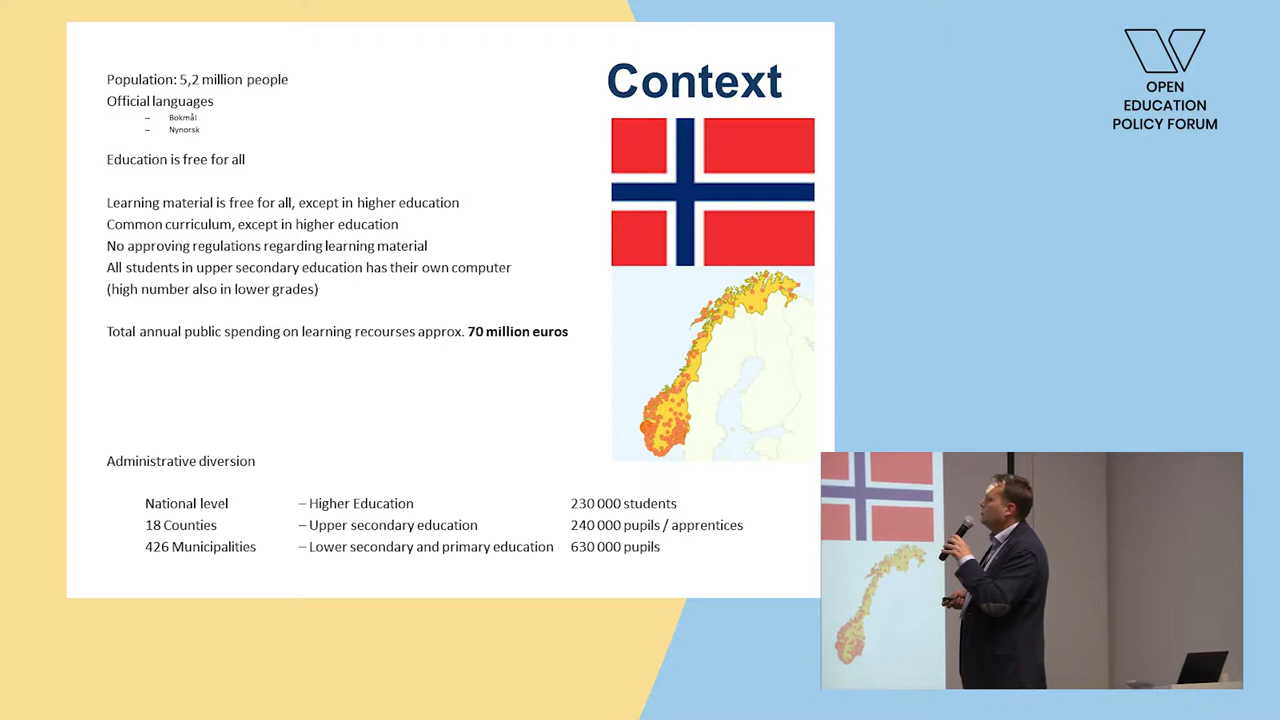 Context
Population: 5,2 million people
Official languages
– Bokmål
– Nynorsk
Education is free for all
Learning material is free for all, except in higher education
Common curriculum, except in higher education
No approving regulations regarding learning material
All students in upper secondary education has their own computer
(high number also in lower grades)
Total annual public spending on learning recourses approx. 70 million euros
Administrative diversion
National level – Higher Education 230 000 students
18 Counties – Upper secondary education 240 000 pupils / apprentices
426 Municipalities – Lower secondary and primary education 630 000 pupils
OPEN
EDUCATION
POLICY FORUM